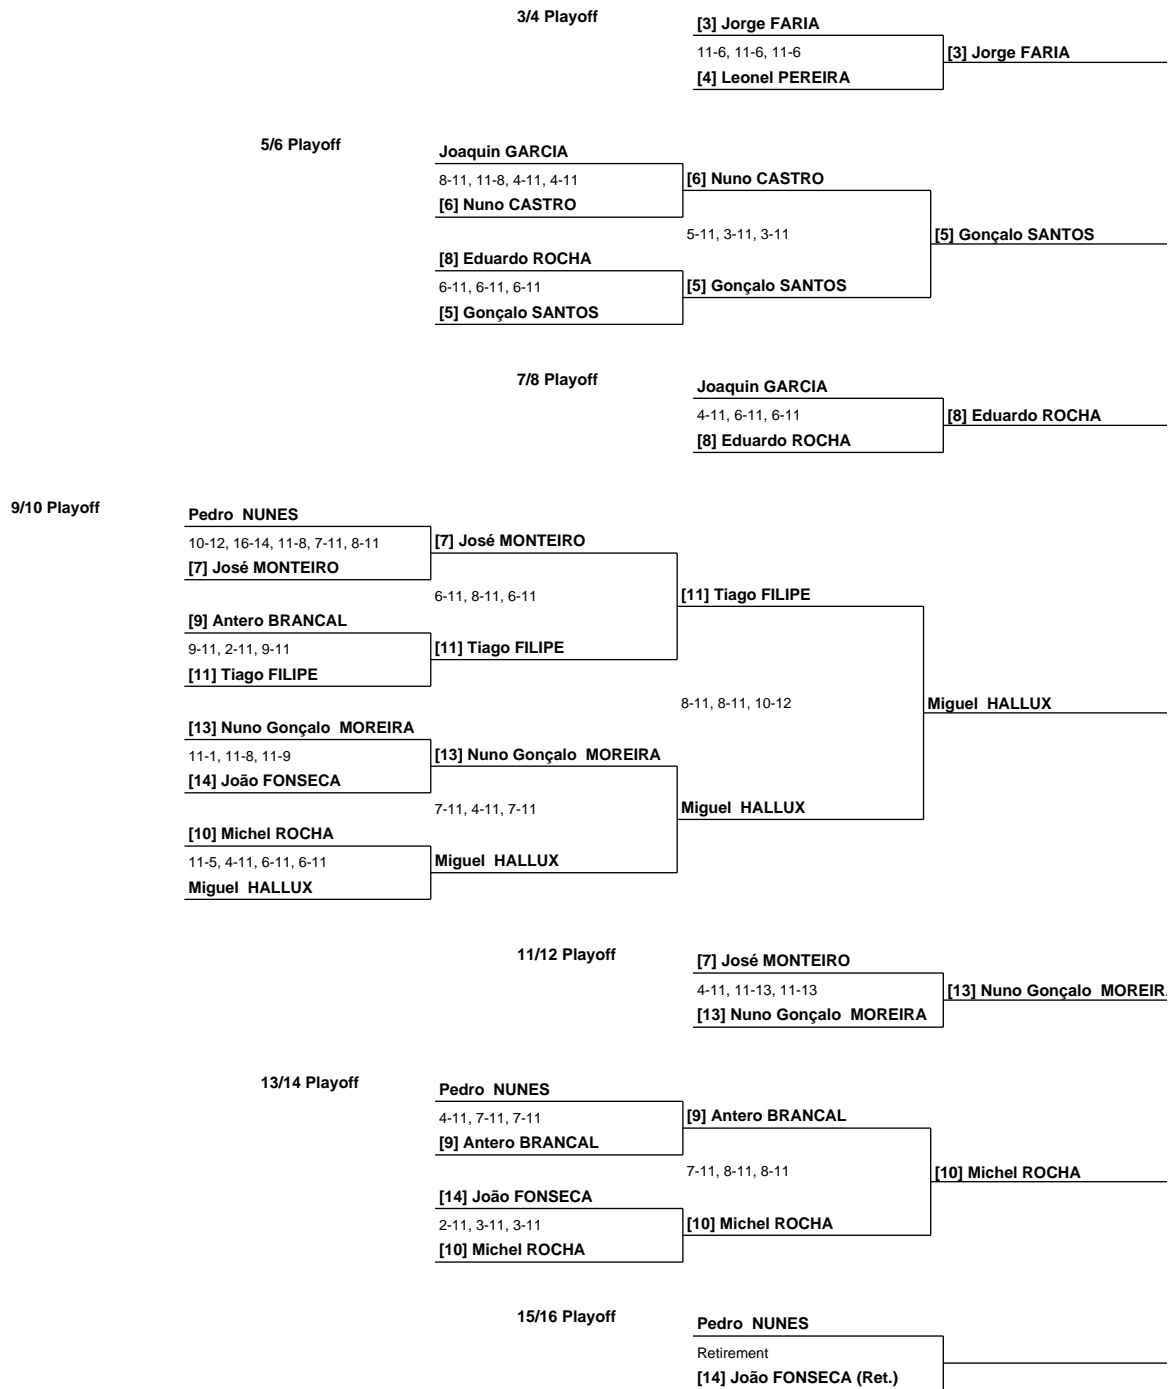 3/4 Playoff
[3] Jorge FARIA
11-6, 11-6, 11-6
[3] Jorge FARIA
[4] Leonel PEREIRA
5/6 Playoff
Joaquin GARCIA
8-11, 11-8, 4-11, 4-11
[6] Nuno CASTRO
[6] Nuno CASTRO
5-11, 3-11, 3-11
[5] Gonçalo SANTOS
[8] Eduardo ROCHA
6-11, 6-11, 6-11
[5] Gonçalo SANTOS
[5] Gonçalo SANTOS
7/8 Playoff
Joaquin GARCIA
4-11, 6-11, 6-11
[8] Eduardo ROCHA
[8] Eduardo ROCHA
9/10 Playoff
Pedro NUNES
10-12, 16-14, 11-8, 7-11, 8-11
[7] José MONTEIRO
[7] José MONTEIRO
6-11, 8-11, 6-11
[11] Tiago FILIPE
[9] Antero BRANCAL
9-11, 2-11, 9-11
[11] Tiago FILIPE
[11] Tiago FILIPE
8-11, 8-11, 10-12
Miguel HALLUX
[13] Nuno Gonçalo MOREIRA
11-1, 11-8, 11-9
[13] Nuno Gonçalo MOREIRA
[14] João FONSECA
7-11, 4-11, 7-11
Miguel HALLUX
[10] Michel ROCHA
11-5, 4-11, 6-11, 6-11
Miguel HALLUX
Miguel HALLUX
11/12 Playoff
[7] José MONTEIRO
4-11, 11-13, 11-13
[13] Nuno Gonçalo MOREIRA
[13] Nuno Gonçalo MOREIRA
13/14 Playoff
Pedro NUNES
4-11, 7-11, 7-11
[9] Antero BRANCAL
[9] Antero BRANCAL
7-11, 8-11, 8-11
[10] Michel ROCHA
[14] João FONSECA
2-11, 3-11, 3-11
[10] Michel ROCHA
[10] Michel ROCHA
15/16 Playoff
Pedro NUNES
Retirement
[14] João FONSECA (Ret.)